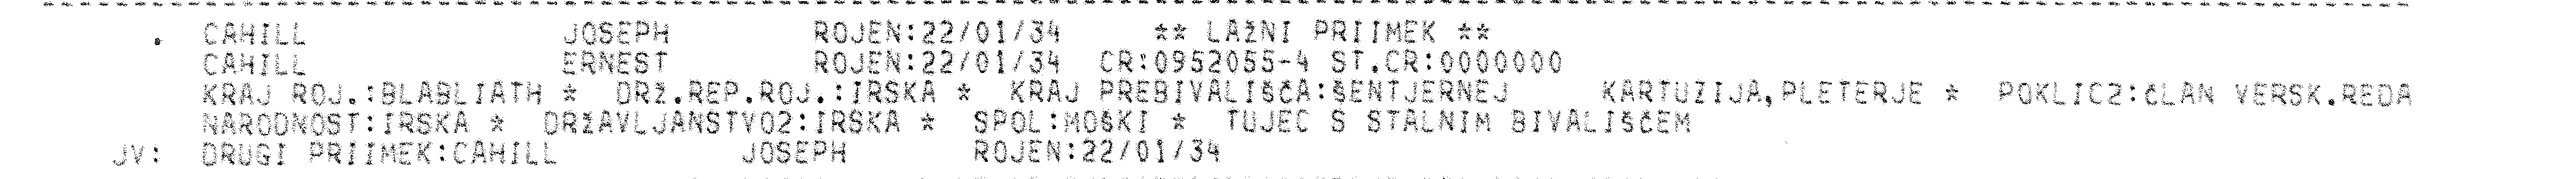 . CAHILL JOSEPH ROJEN:22/01/34 ** LAŽNI PRIIMEK **
CAHILL ERNEST ROJEN:22/01/34 CR:0952055-4 ST.CR:0000000
KRAJ ROJ.:BLABLIATH * DRŽ.REP.ROJ.:IRSKA * KRAJ PREBIVALIŠČA:ŠENTJERNEJ KARTUZIJA,PLETERJE * POKLIC2:ČLAN VERSK.REDA
NARODNOST:IRSKA * DRŽAVLJANSTVO2:IRSKA * SPOL:MOŠKI * TUJEC S STALNIM BIVALIŠČEM
JV: DRUGI PRIIMEK:CAHILL JOSEPH ROJEN:22/01/34